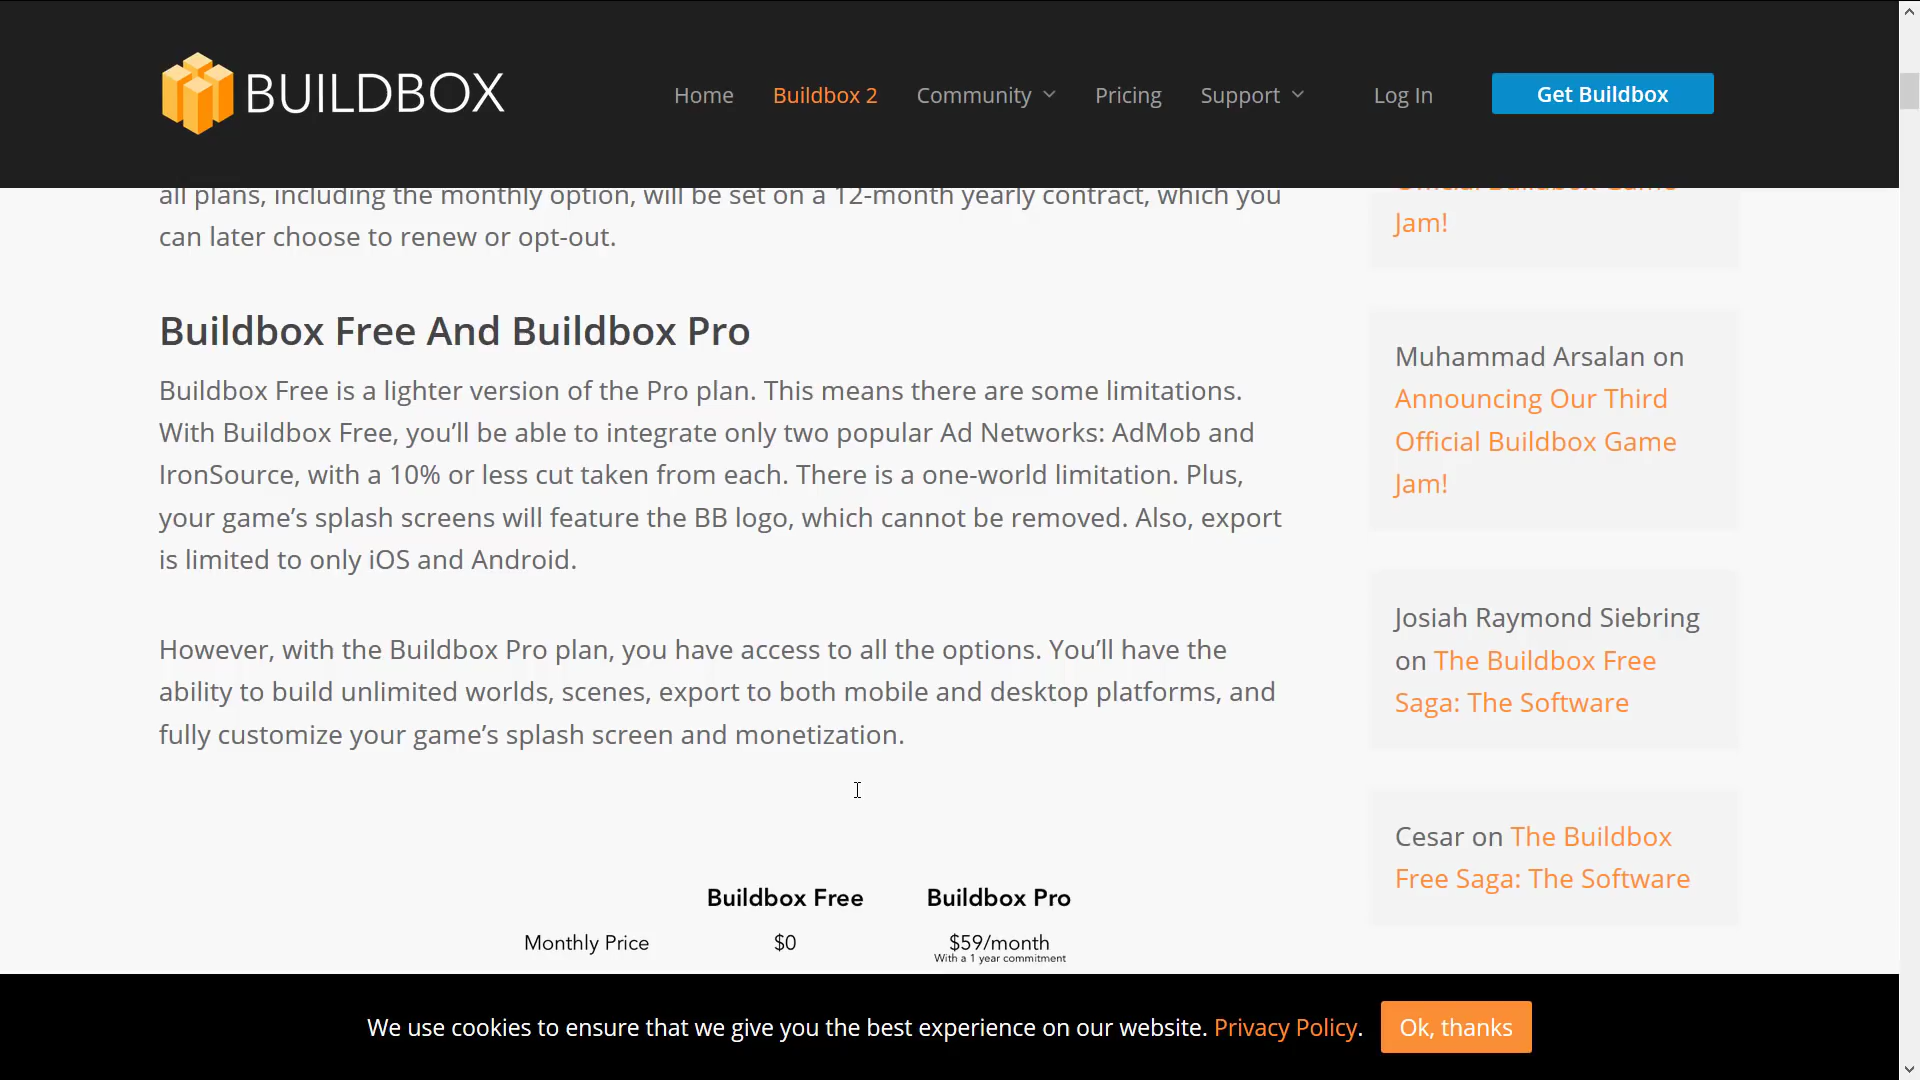 BUILDBOX
Home
Buildbox 2
Community
Pricing
Support
Log In
Get Buildbox
all plans, including the monthly option, will be set on a 12-month yearly contract, which you
can later choose to renew or opt-out.
Buildbox Free And Buildbox Pro
Buildbox Free is a lighter version of the Pro plan. This means there are some limitations.
With Buildbox Free, you’ll be able to integrate only two popular Ad Networks: AdMob and
IronSource, with a 10% or less cut taken from each. There is a one-world limitation. Plus,
your game’s splash screens will feature the BB logo, which cannot be removed. Also, export
is limited to only iOS and Android.
However, with the Buildbox Pro plan, you have access to all the options. You’ll have the
ability to build unlimited worlds, scenes, export to both mobile and desktop platforms, and
fully customize your game’s splash screen and monetization.
Buildbox Free
Buildbox Pro
Monthly Price
$0
$59/month
With a 1 year commitment
Official Buildbox Game
Jam!
Muhammad Arsalan on
Announcing Our Third
Official Buildbox Game
Jam!
Josiah Raymond Siebring
on The Buildbox Free
Saga: The Software
Cesar on The Buildbox
Free Saga: The Software
We use cookies to ensure that we give you the best experience on our website. Privacy Policy.
Ok, thanks